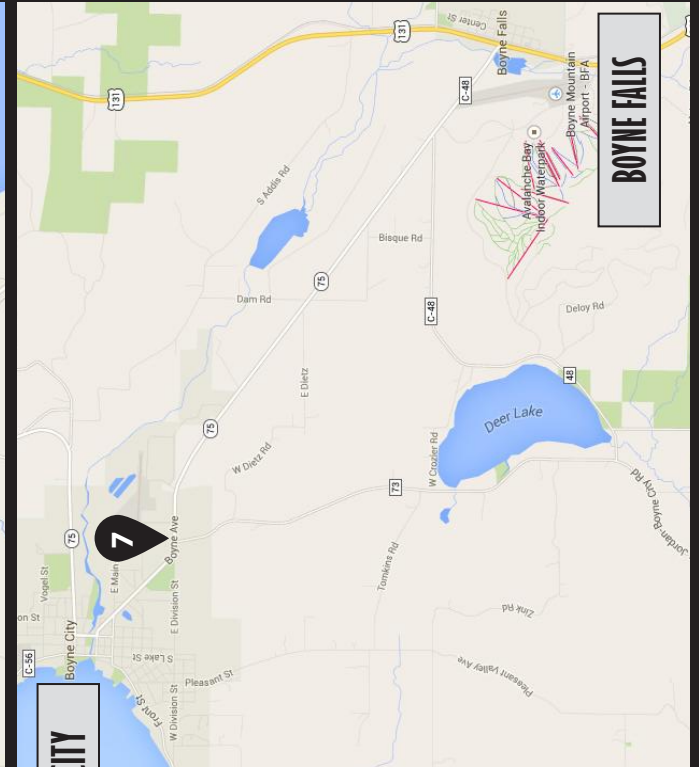 Center St
131
131
Boyne Falls
C-48
Boyne Mountain
Airport - BFA
Avalanche Bay
Indoor Waterpark
BOYNE FALLS
S Addis Rd
Bisque Rd
75
Dam Rd
C-48
Deloy Rd
E Dietz
48
Deer Lake
75
W Dietz Rd
W Crozier Rd
73
Jordan-Boyne City Rd
75
7
Boyne Ave
Tomkins Rd
Vogel St
E Main
E Division St
Zink Rd
on St
Boyne City
S Lake St
C-56
Pleasant St
Pleasant Valley Ave
Front St
W Division St
CITY